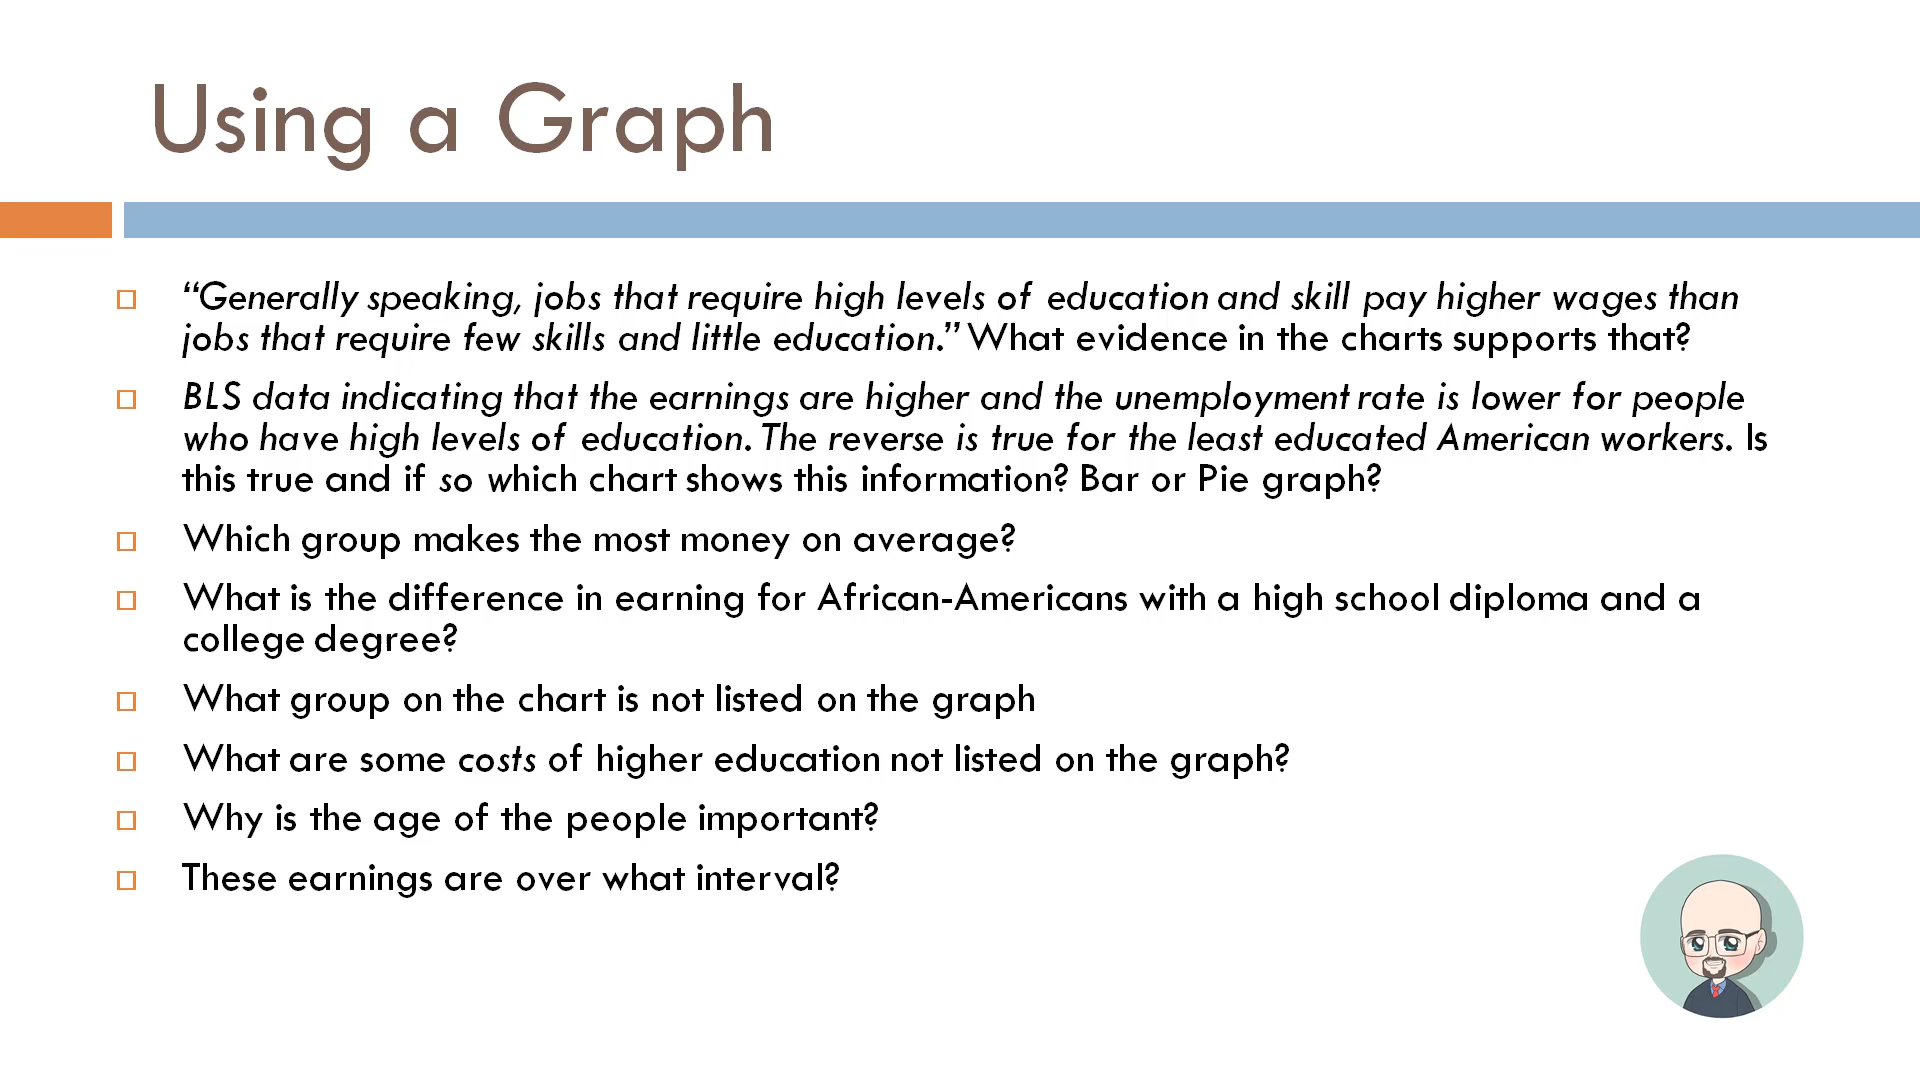 Using a Graph
“Generally speaking, jobs that require high levels of education and skill pay higher wages than
jobs that require few skills and little education.” What evidence in the charts supports that?
BLS data indicating that the earnings are higher and the unemployment rate is lower for people
who have high levels of education. The reverse is true for the least educated American workers. Is
this true and if so which chart shows this information? Bar or Pie graph?
Which group makes the most money on average?
What is the difference in earning for African-Americans with a high school diploma and a
college degree?
What group on the chart is not listed on the graph
What are some costs of higher education not listed on the graph?
Why is the age of the people important?
These earnings are over what interval?